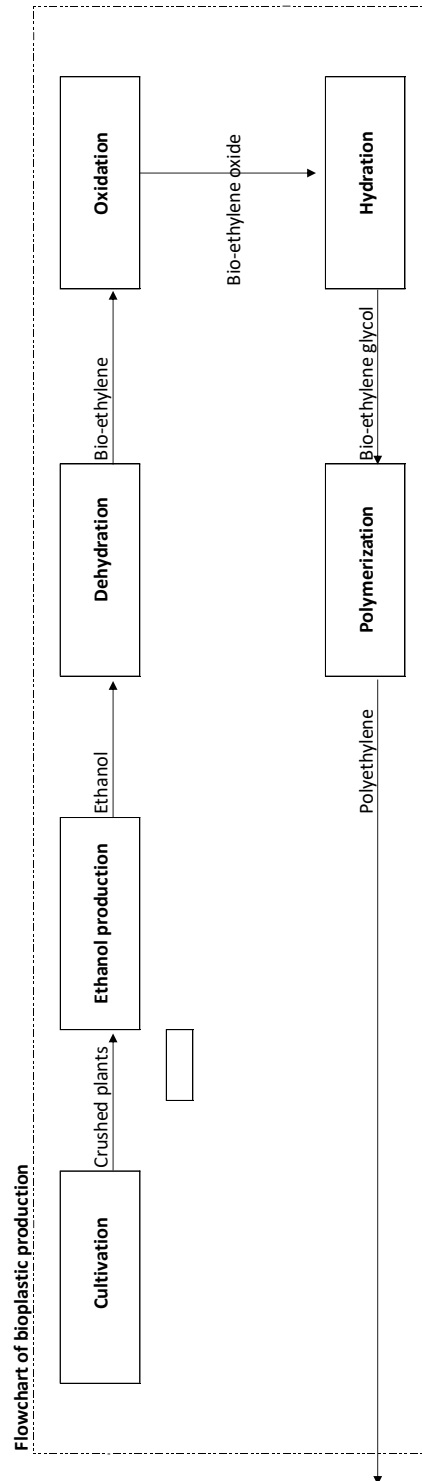 Flowchart of bioplastic production
Cultivation
Crushed plants
Ethanol production
Ethanol
Dehydration
Bio-ethylene
Oxidation
Bio-ethylene oxide
Hydration
Bio-ethylene glycol
Polymerization
Polyethylene